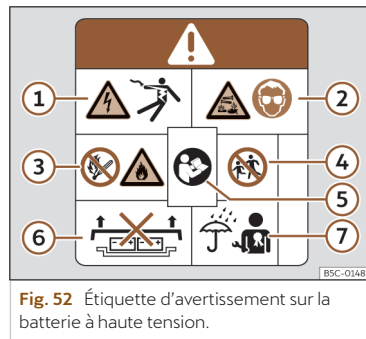 1
2
3
4
5
6
7
B5C-0148
Fig. 52 Étiquette d'avertissement sur la
batterie à haute tension.